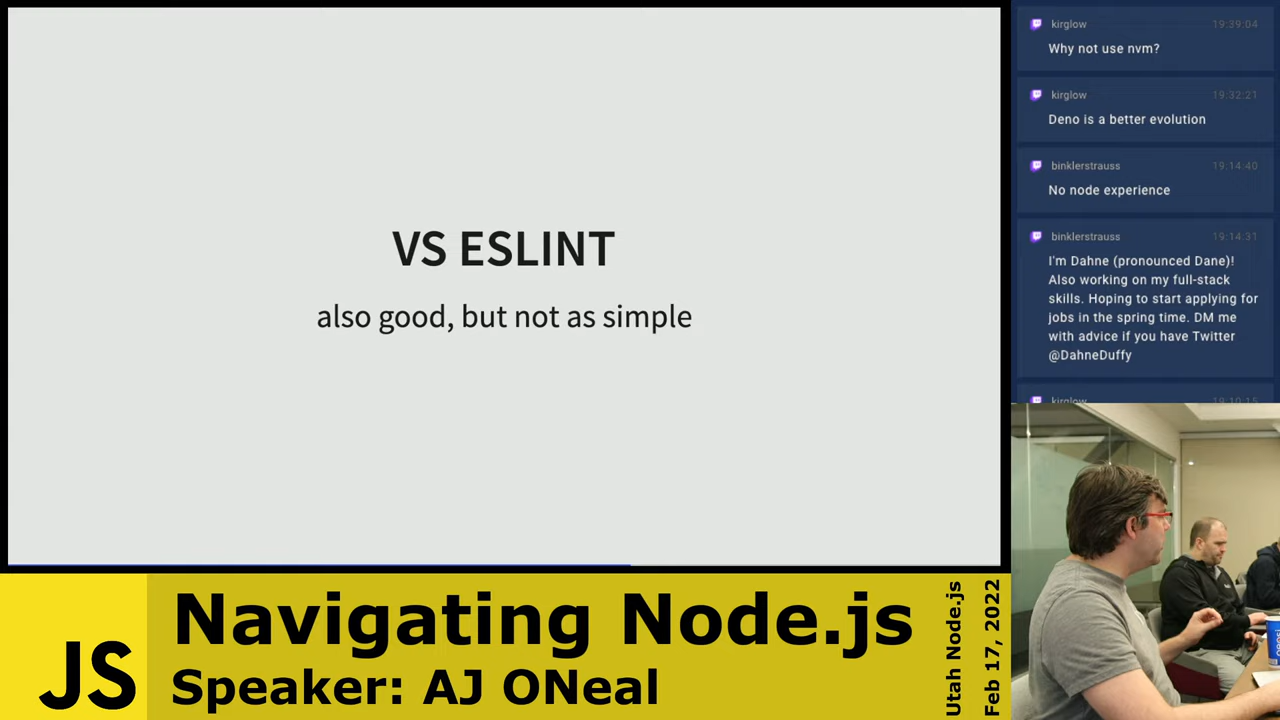 VS ESLINT
also good, but not as simple
kirglow 19:39:04
Why not use nvm?
kirglow 19:32:21
Deno is a better evolution
binklerstrauss 19:14:40
No node experience
binklerstrauss 19:14:31
I'm Dahne (pronounced Dane)!
Also working on my full-stack
skills. Hoping to start applying for
jobs in the spring time. DM me
with advice if you have Twitter
@DahneDuffy
kirglow 19:10:15
JS
Navigating Node.js
Speaker: AJ ONeal
Utah Node.js
Feb 17, 2022